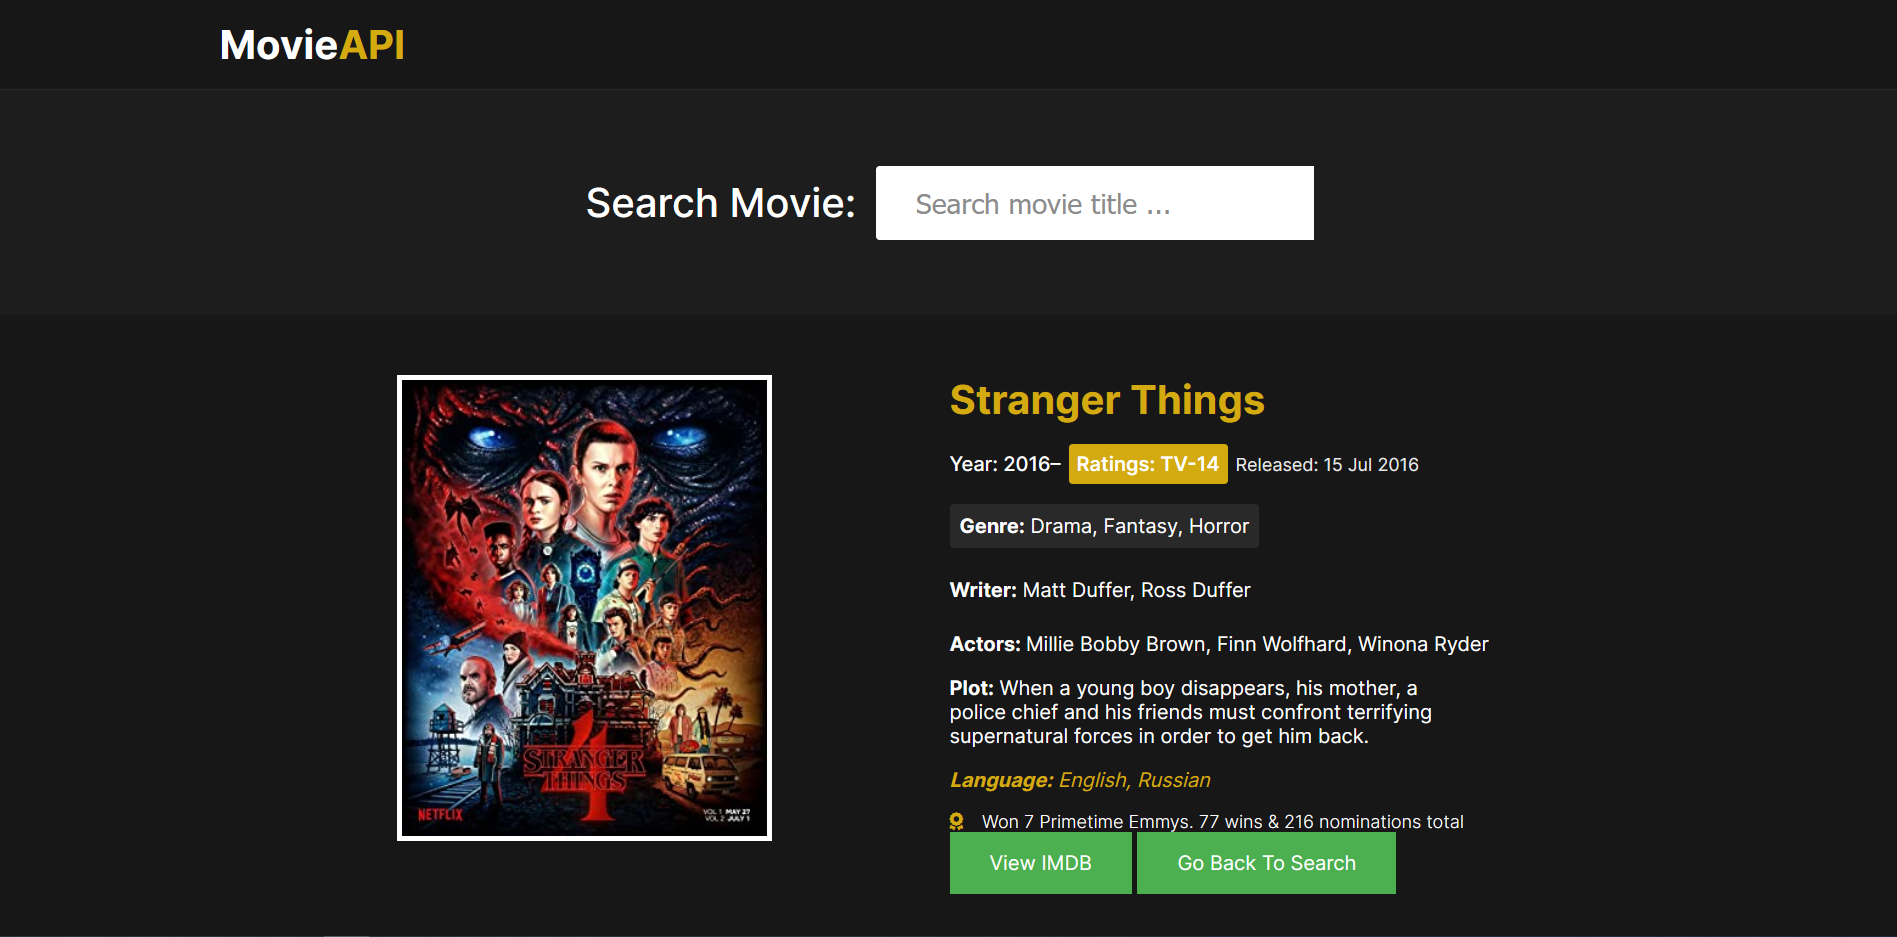 MovieAPI
Search Movie: Search movie title ...
STRANGER
THINGS
4
NETFLIX
VOL 1 MAY 27
VOL 2 JULY 1
Stranger Things
Year: 2016– Ratings: TV-14 Released: 15 Jul 2016
Genre: Drama, Fantasy, Horror
Writer: Matt Duffer, Ross Duffer
Actors: Millie Bobby Brown, Finn Wolfhard, Winona Ryder
Plot: When a young boy disappears, his mother, a
police chief and his friends must confront terrifying
supernatural forces in order to get him back.
Language: English, Russian
Won 7 Primetime Emmys. 77 wins & 216 nominations total
View IMDB Go Back To Search